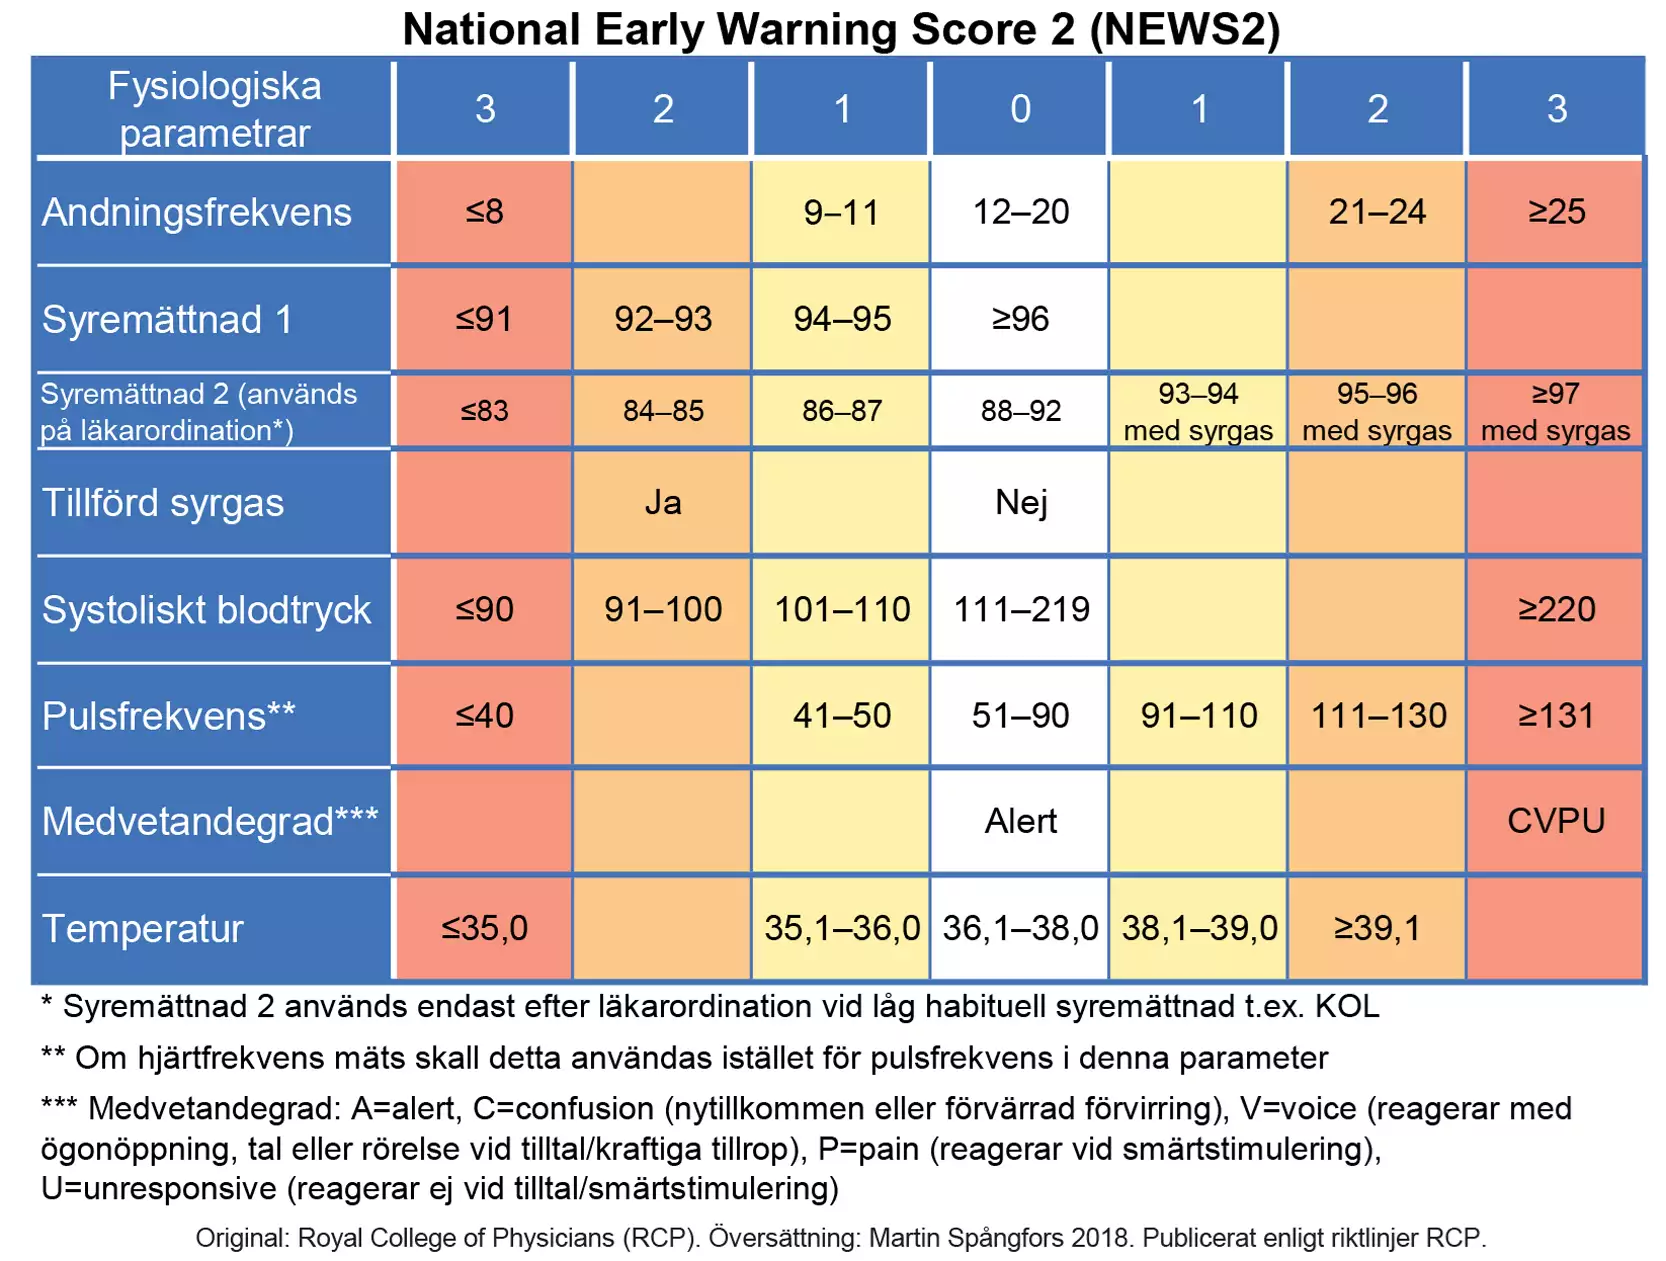 National Early Warning Score 2 (NEWS2)
Fysiologiska
parametrar 3 2 1 0 1 2 3
Andningsfrekvens ≤8 9–11 12–20 21–24 ≥25
Syremättnad 1 ≤91 92–93 94–95 ≥96
Syremättnad 2 (används
på läkarordination*) ≤83 84–85 86–87 88–92 93–94
med syrgas 95–96
med syrgas ≥97
med syrgas
Tillförd syrgas Ja Nej
Systoliskt blodtryck ≤90 91–100 101–110 111–219 ≥220
Pulsfrekvens** ≤40 41–50 51–90 91–110 111–130 ≥131
Medvetandegrad*** Alert CVPU
Temperatur ≤35,0 35,1–36,0 36,1–38,0 38,1–39,0 ≥39,1
* Syremättnad 2 används endast efter läkarordination vid låg habituell syremättnad t.ex. KOL
** Om hjärtfrekvens mäts skall detta användas istället för pulsfrekvens i denna parameter
*** Medvetandegrad: A=alert, C=confusion (nytillkommen eller förvärrad förvirring), V=voice (reagerar med
ögonöppning, tal eller rörelse vid tilltal/kraftiga tillrop), P=pain (reagerar vid smärtstimulering),
U=unresponsive (reagerar ej vid tilltal/smärtstimulering)
Original: Royal College of Physicians (RCP). Översättning: Martin Spångfors 2018. Publicerat enligt riktlinjer RCP.